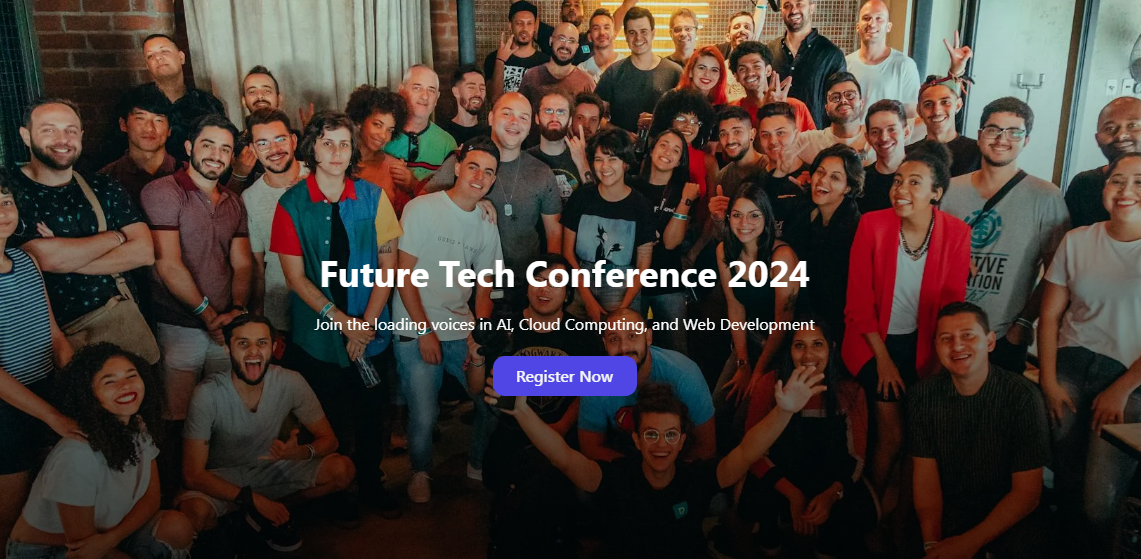 Future Tech Conference 2024
Join the loading voices in AI, Cloud Computing, and Web Development
Register Now